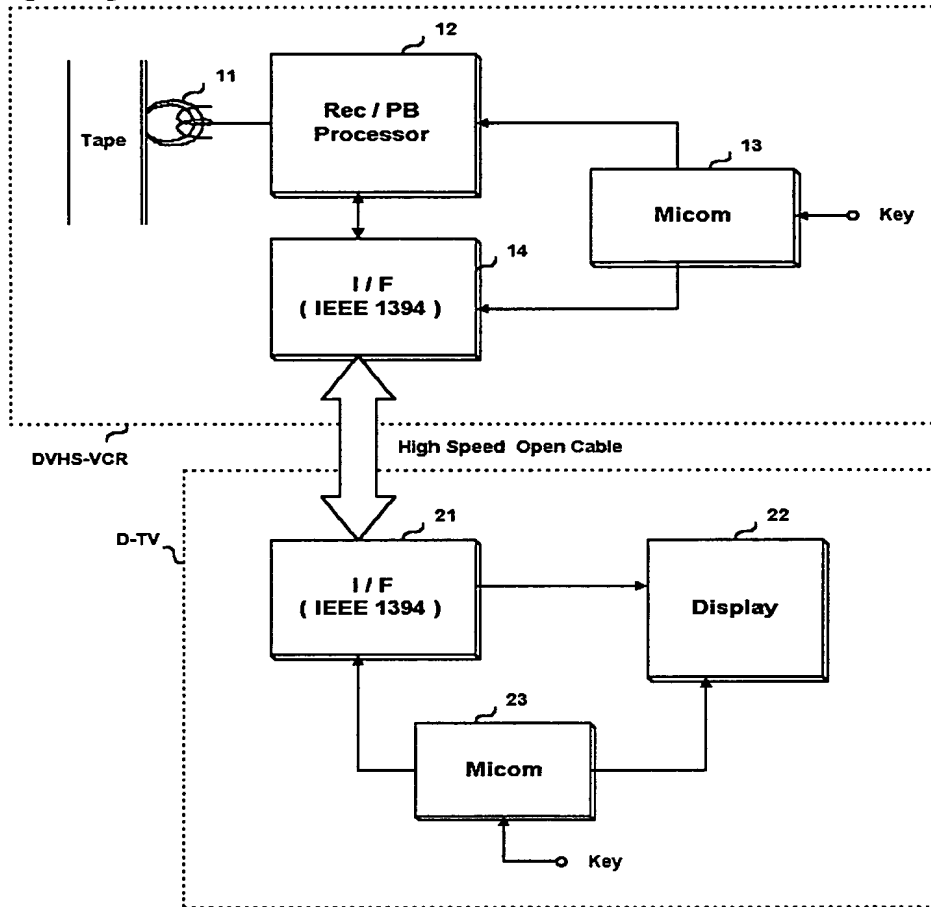 12
11
Rec / PB
Processor
Tape
13
Micom
Key
14
I / F
( IEEE 1394 )
DVHS-VCR
High Speed Open Cable
D-TV
21
I / F
( IEEE 1394 )
22
Display
23
Micom
Key